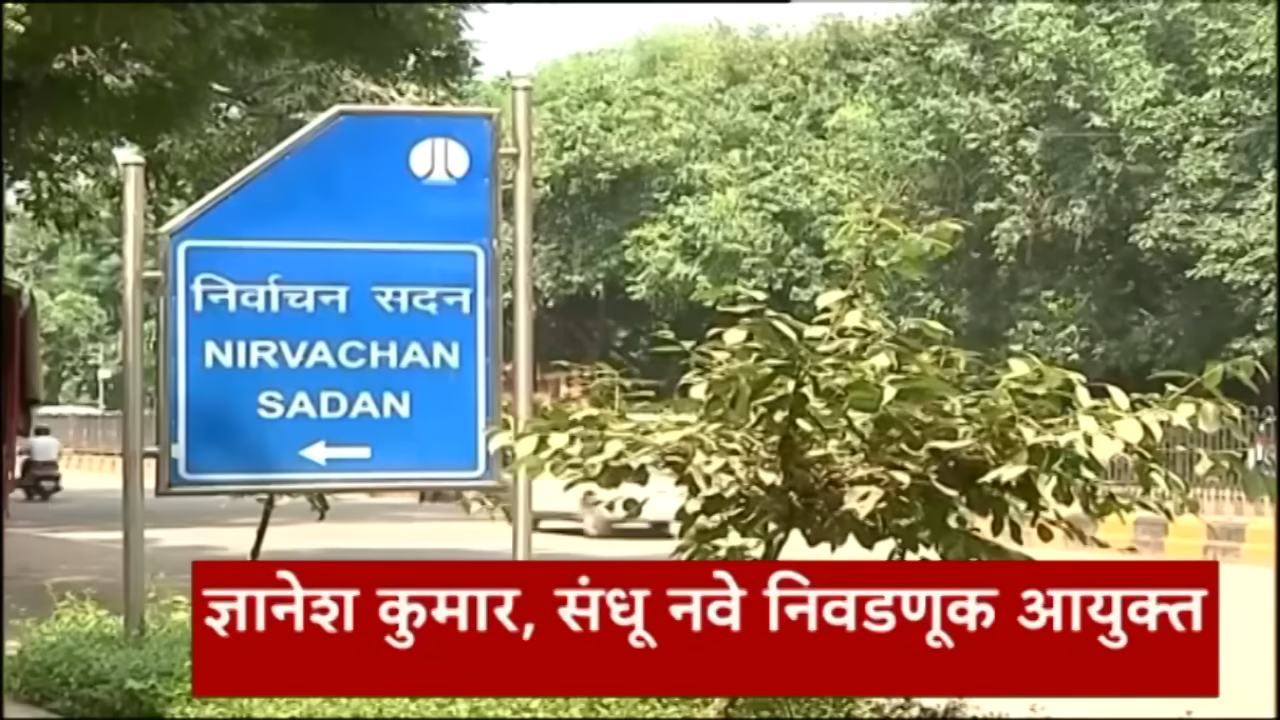 निर्वाचन सदन
NIRVACHAN
SADAN
ज्ञानेश कुमार, संधू नवे निवडणूक आयुक्त